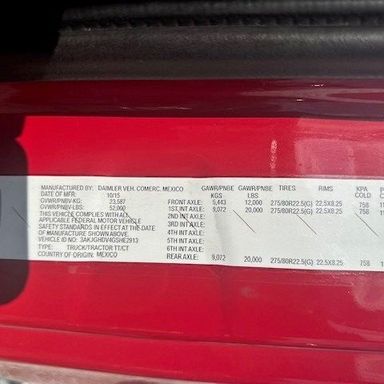 MANUFACTURED BY: DAIMLER VEH. COMERC. MEXICO GAWR/PNBE KGS GAWR/PNBE LBS TIRES RIMS KPA COLD
DATE OF MFR: 10/15
GVWR/PNBV-KG: 23,587 FRONT AXLE: 5,443 12,000 275/80R22.5(G) 22.5X8.25 758
GVWR/PNBV-LBS: 52,000 1ST INT AXLE: 9,072 20,000 275/80R22.5(G) 22.5X8.25 758
THIS VEHICLE COMPLIES WITH ALL 2ND INT AXLE:
APPLICABLE FEDERAL MOTOR VEHICLE 3RD INT AXLE:
SAFETY STANDARDS IN EFFECT AT THE DATE 4TH INT AXLE:
OF MANUFACTURE SHOWN ABOVE.
VEHICLE ID NO.: 3AKJGHDV4GSHE2913 5TH INT AXLE:
TYPE: TRUCK/TRACTOR TT/CT 6TH INT AXLE:
COUNTRY OF ORIGIN: MEXICO REAR AXLE: 9,072 20,000 275/80R22.5(G) 22.5X8.25 758